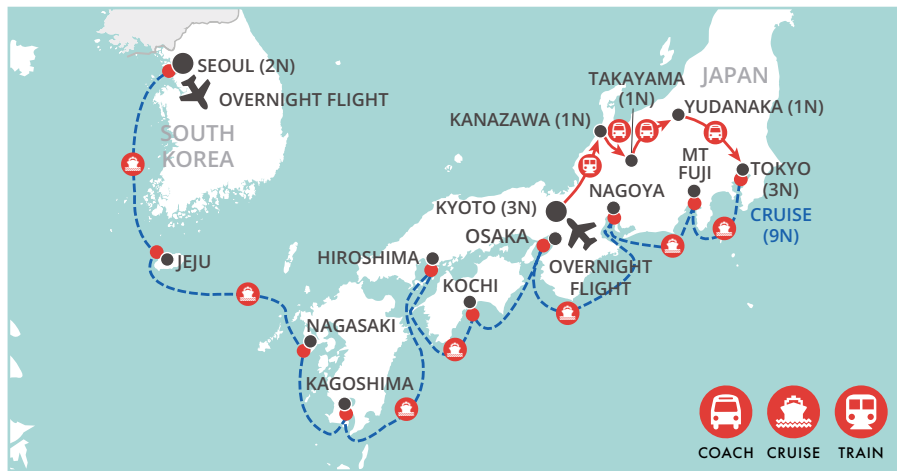 SEOUL (2N)
OVERNIGHT FLIGHT
SOUTH
KOREA
JEJU
NAGASAKI
KAGOSHIMA
HIROSHIMA
KOCHI
OSAKA
KYOTO (3N)
OVERNIGHT
FLIGHT
KANAZAWA (1N)
TAKAYAMA
(1N)
JAPAN
YUDANAKA (1N)
NAGOYA
MT
FUJI
TOKYO
(3N)
CRUISE
(9N)
COACH
CRUISE
TRAIN